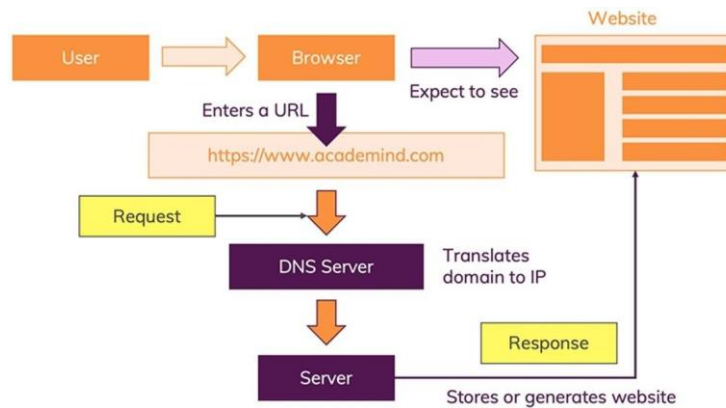 Website
User
Browser
Expect to see
Enters a URL
https://www.academind.com
Request
DNS Server
Translates
domain to IP
Response
Server
Stores or generates website